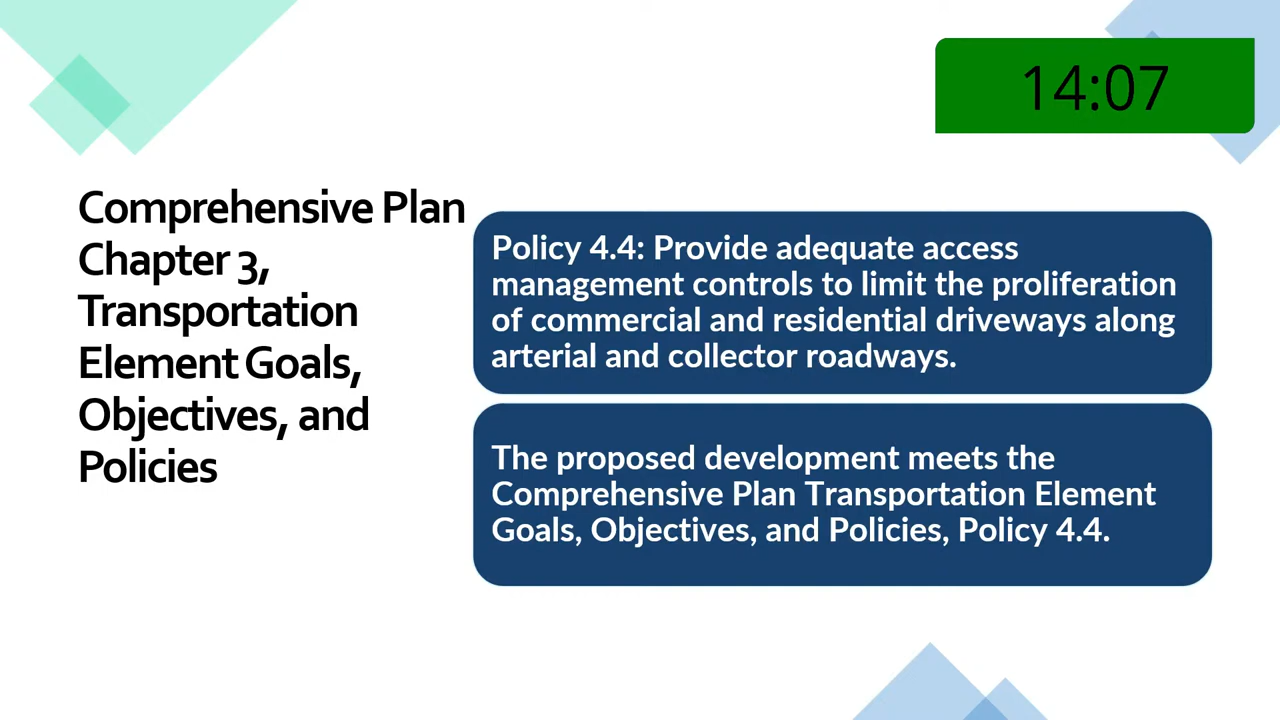 14:07
Comprehensive Plan
Chapter 3,
Transportation
Element Goals,
Objectives, and
Policies
Policy 4.4: Provide adequate access
management controls to limit the proliferation
of commercial and residential driveways along
arterial and collector roadways.
The proposed development meets the
Comprehensive Plan Transportation Element
Goals, Objectives, and Policies, Policy 4.4.